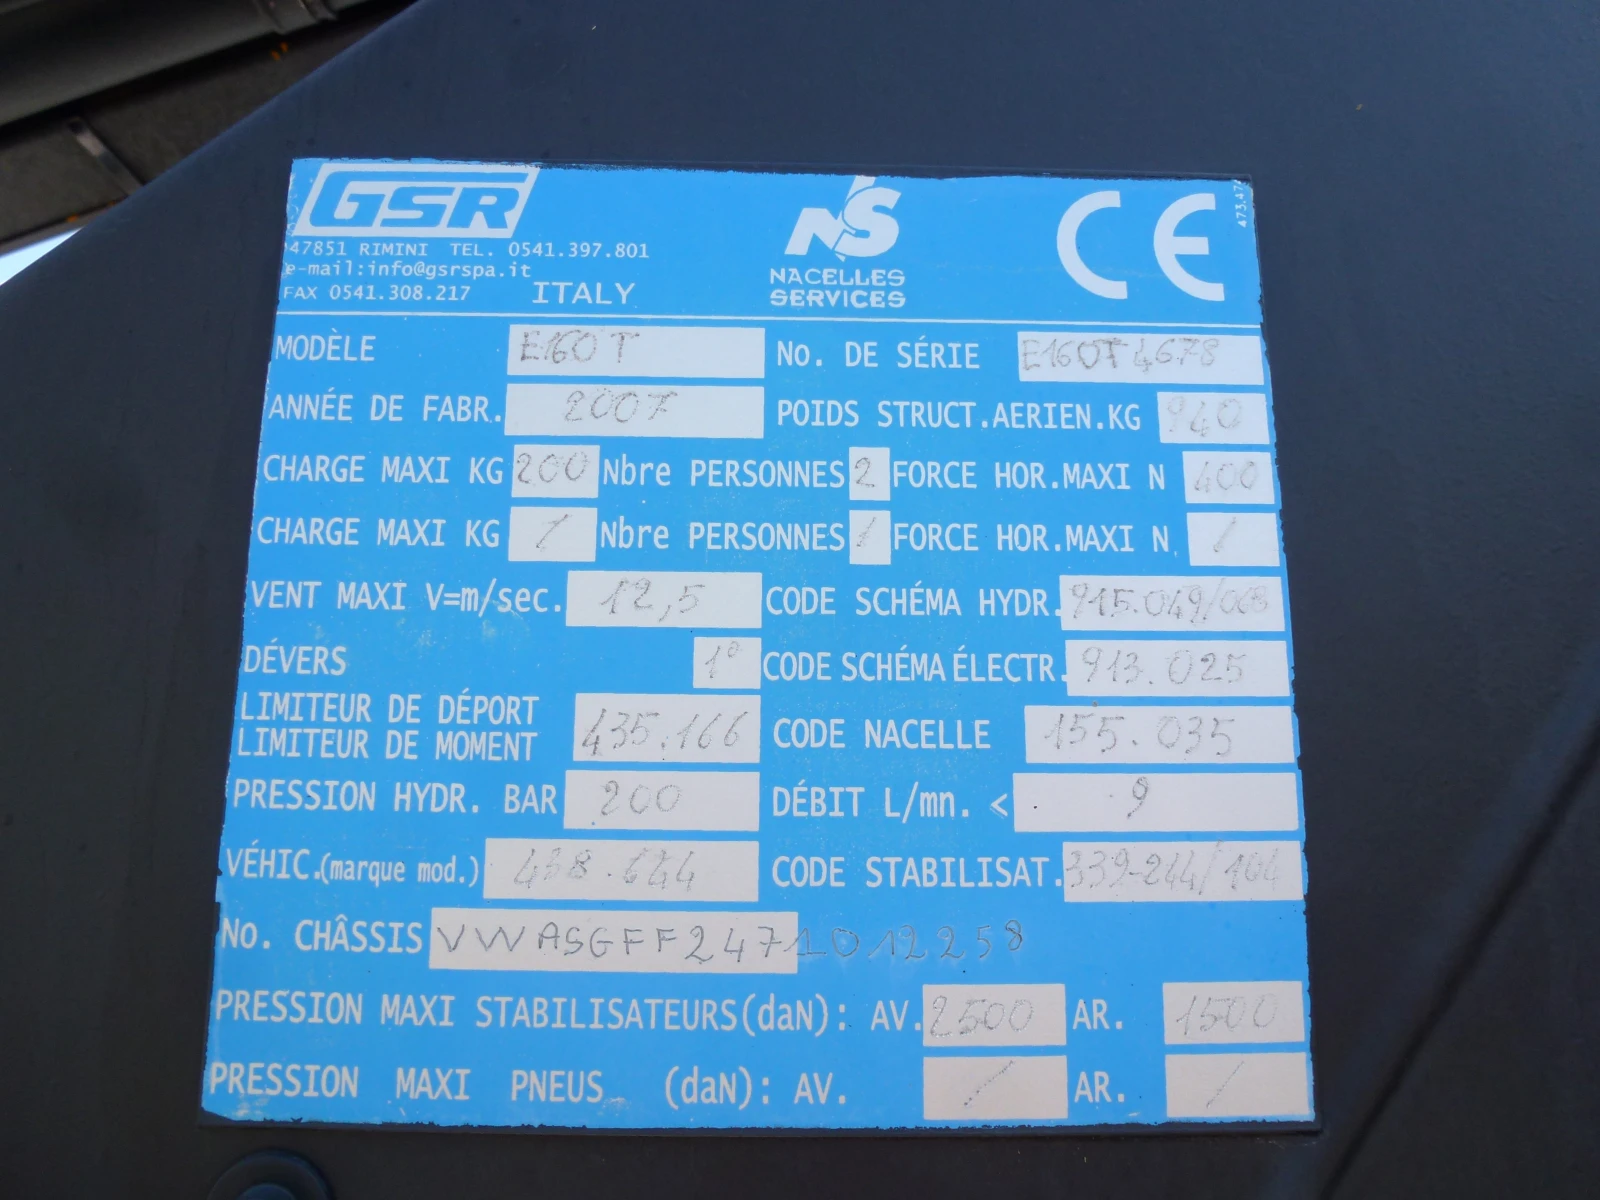 GSR
NS
CE
473.47
47851 RIMINI TEL. 0541.397.801
e-mail:info@gsrspa.it
FAX 0541.308.217 ITALY
NACELLES
SERVICES
MODÈLE E160T No. DE SÉRIE E160T4678
ANNÉE DE FABR. 2007 POIDS STRUCT.AERIEN.KG 940
CHARGE MAXI KG 200 Nbre PERSONNES 2 FORCE HOR.MAXI N 400
CHARGE MAXI KG / Nbre PERSONNES / FORCE HOR.MAXI N. /
VENT MAXI V=m/sec. 12,5 CODE SCHÉMA HYDR. 915.049/068
DÉVERS 1° CODE SCHÉMA ÉLECTR. 913.025
LIMITEUR DE DÉPORT
LIMITEUR DE MOMENT 435.166 CODE NACELLE 155.035
PRESSION HYDR. BAR 200 DÉBIT L/mn. < 9
VÉHIC.(marque mod.) 438.644 CODE STABILISAT. 339-244/164
No. CHÂSSIS VWASGFF2471012258
PRESSION MAXI STABILISATEURS(daN): AV. 2500 AR. 1500
PRESSION MAXI PNEUS (daN): AV. / AR. /